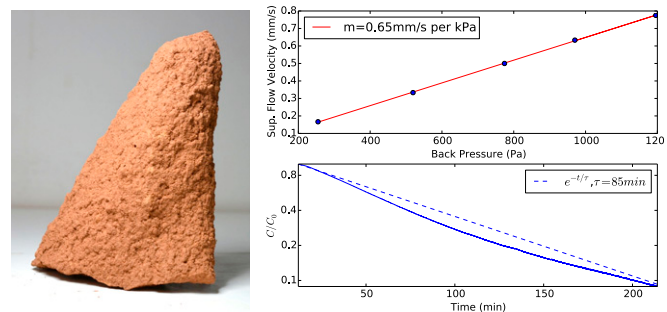 0.8
0.7
0.6
0.5
0.4
0.3
0.2
0.1
Sup. Flow Velocity (mm/s)
m=0.65mm/s per kPa
200 400 600 800 1000 1200
Back Pressure (Pa)
0.8
0.4
0.2
0.1
C/C₀
e^{-t/τ},τ=85min
50 100 150 200
Time (min)